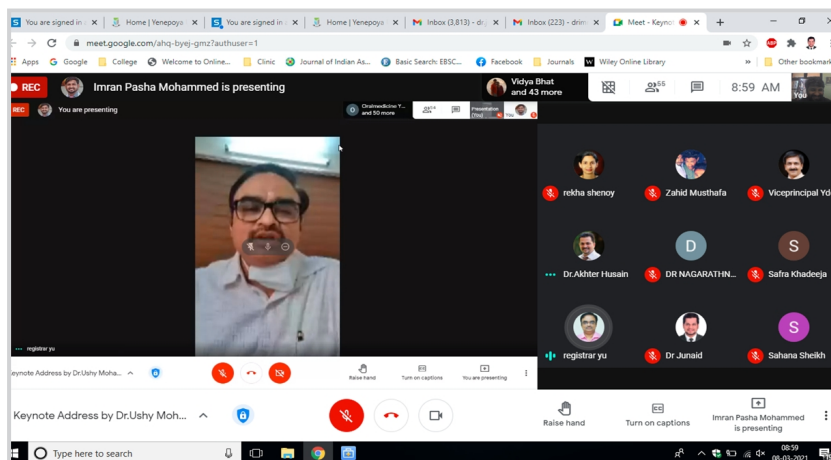 You are signed in
Home | Yenepoya
You are signed in
Home | Yenepoya
Inbox (3,813) - dr
Inbox (223) - drim
Meet - Keynot
meet.google.com/ahq-byej-gmz?authuser=1
Apps
Google
College
Welcome to Online...
Clinic
Journal of Indian As...
Basic Search: EBSC...
Facebook
Journals
Wiley Online Library
»
Other bookmark
REC
Imran Pasha Mohammed is presenting
Vidya Bhat
and 43 more
8:59 AM
You
REC
You are presenting
Oralmedicine Y...
and 50 more
Presentation
(You)
You
rekha shenoy
Zahid Musthafa
Viceprincipal Yd
Dr.Akhter Husain
D
DR NAGARATHN...
S
Safra Khadeeja
registrar yu
Dr Junaid
S
Sahana Sheikh
registrar yu
eynote Address by Dr.Ushy Moha...
Raise hand
Turn on captions
You are presenting
Keynote Address by Dr.Ushy Moh...
Raise hand
Turn on captions
Imran Pasha Mohammed
is presenting
Type here to search
08:59
08-03-2021